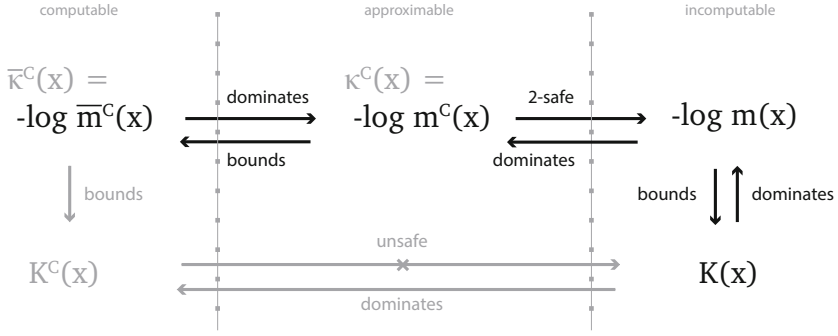 computable approximable incomputable
κ̅ᶜ(x) = κᶜ(x) =
dominates 2-safe
-log m̅ᶜ(x) -log mᶜ(x) -log m(x)
bounds dominates
bounds bounds dominates
unsafe
Kᶜ(x) K(x)
dominates